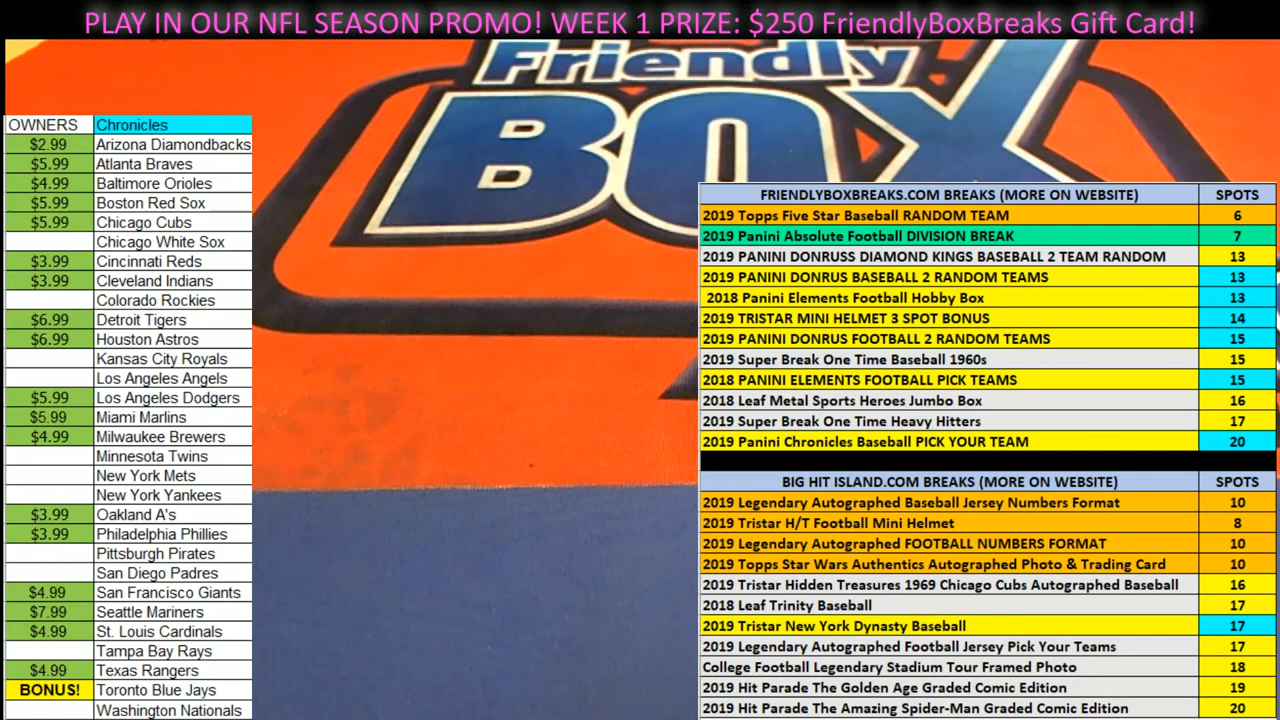 PLAY IN OUR NFL SEASON PROMO! WEEK 1 PRIZE: $250 FriendlyBoxBreaks Gift Card!
Friendly
BOX
OWNERS Chronicles
$2.99 Arizona Diamondbacks
$5.99 Atlanta Braves
$4.99 Baltimore Orioles
$5.99 Boston Red Sox
$5.99 Chicago Cubs
Chicago White Sox
$3.99 Cincinnati Reds
$3.99 Cleveland Indians
Colorado Rockies
$6.99 Detroit Tigers
$6.99 Houston Astros
Kansas City Royals
Los Angeles Angels
$5.99 Los Angeles Dodgers
$5.99 Miami Marlins
$4.99 Milwaukee Brewers
Minnesota Twins
New York Mets
New York Yankees
$3.99 Oakland A's
$3.99 Philadelphia Phillies
Pittsburgh Pirates
San Diego Padres
$4.99 San Francisco Giants
$7.99 Seattle Mariners
$4.99 St. Louis Cardinals
Tampa Bay Rays
$4.99 Texas Rangers
BONUS! Toronto Blue Jays
Washington Nationals
FRIENDLYBOXBREAKS.COM BREAKS (MORE ON WEBSITE) SPOTS
2019 Topps Five Star Baseball RANDOM TEAM 6
2019 Panini Absolute Football DIVISION BREAK 7
2019 PANINI DONRUSS DIAMOND KINGS BASEBALL 2 TEAM RANDOM 13
2019 PANINI DONRUS BASEBALL 2 RANDOM TEAMS 13
2018 Panini Elements Football Hobby Box 13
2019 TRISTAR MINI HELMET 3 SPOT BONUS 14
2019 PANINI DONRUS FOOTBALL 2 RANDOM TEAMS 15
2019 Super Break One Time Baseball 1960s 15
2018 PANINI ELEMENTS FOOTBALL PICK TEAMS 15
2018 Leaf Metal Sports Heroes Jumbo Box 16
2019 Super Break One Time Heavy Hitters 17
2019 Panini Chronicles Baseball PICK YOUR TEAM 20
BIG HIT ISLAND.COM BREAKS (MORE ON WEBSITE) SPOTS
2019 Legendary Autographed Baseball Jersey Numbers Format 10
2019 Tristar H/T Football Mini Helmet 8
2019 Legendary Autographed FOOTBALL NUMBERS FORMAT 10
2019 Topps Star Wars Authentics Autographed Photo & Trading Card 10
2019 Tristar Hidden Treasures 1969 Chicago Cubs Autographed Baseball 16
2018 Leaf Trinity Baseball 17
2019 Tristar New York Dynasty Baseball 17
2019 Legendary Autographed Football Jersey Pick Your Teams 17
College Football Legendary Stadium Tour Framed Photo 18
2019 Hit Parade The Golden Age Graded Comic Edition 19
2019 Hit Parade The Amazing Spider-Man Graded Comic Edition 20